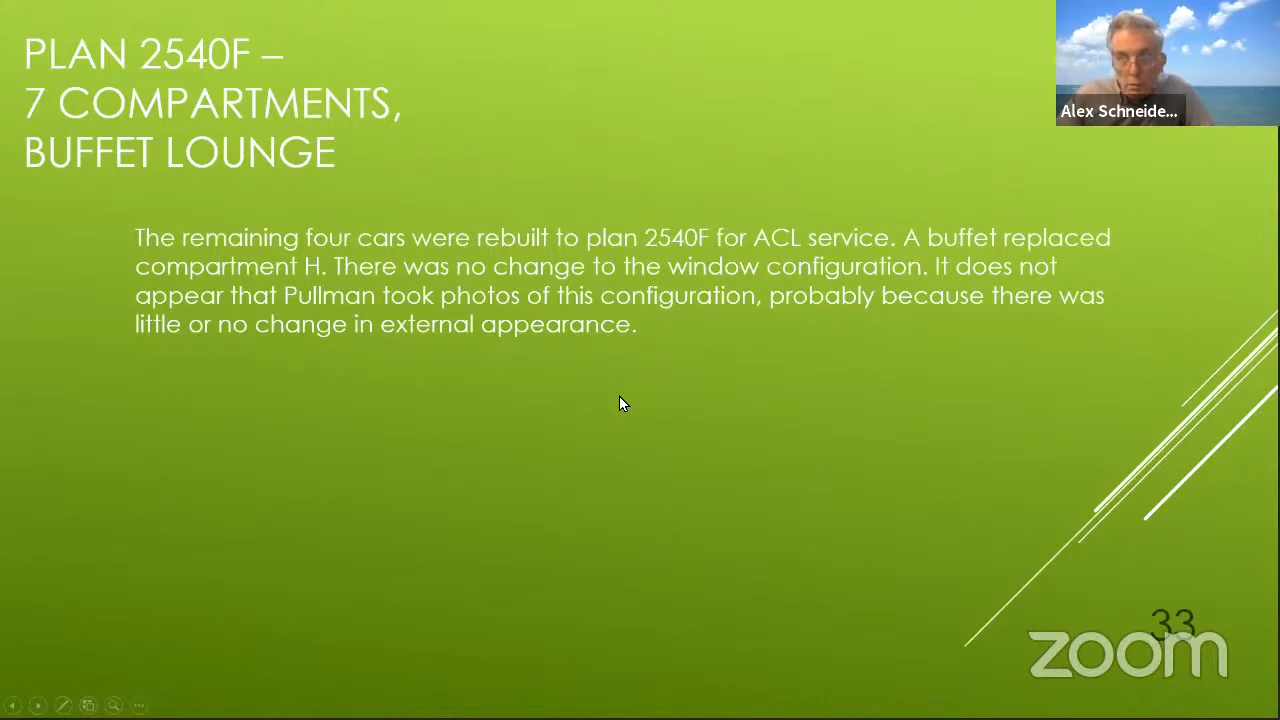 PLAN 2540F –
7 COMPARTMENTS,
BUFFET LOUNGE
Alex Schneide...
The remaining four cars were rebuilt to plan 2540F for ACL service. A buffet replaced
compartment H. There was no change to the window configuration. It does not
appear that Pullman took photos of this configuration, probably because there was
little or no change in external appearance.
33
zoom